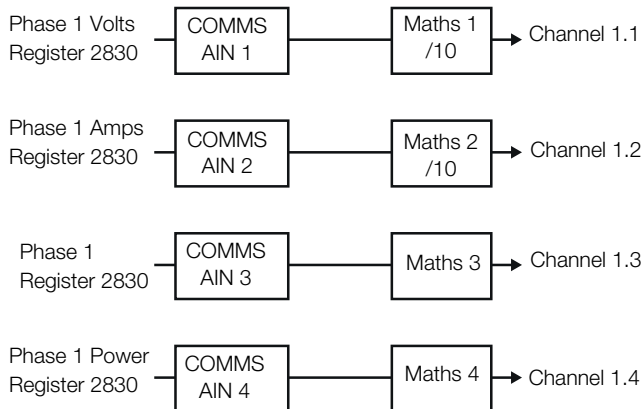 Phase 1 Volts
Register 2830
COMMS
AIN 1
Maths 1
/10
Channel 1.1
Phase 1 Amps
Register 2830
COMMS
AIN 2
Maths 2
/10
Channel 1.2
Phase 1
Register 2830
COMMS
AIN 3
Maths 3
Channel 1.3
Phase 1 Power
Register 2830
COMMS
AIN 4
Maths 4
Channel 1.4